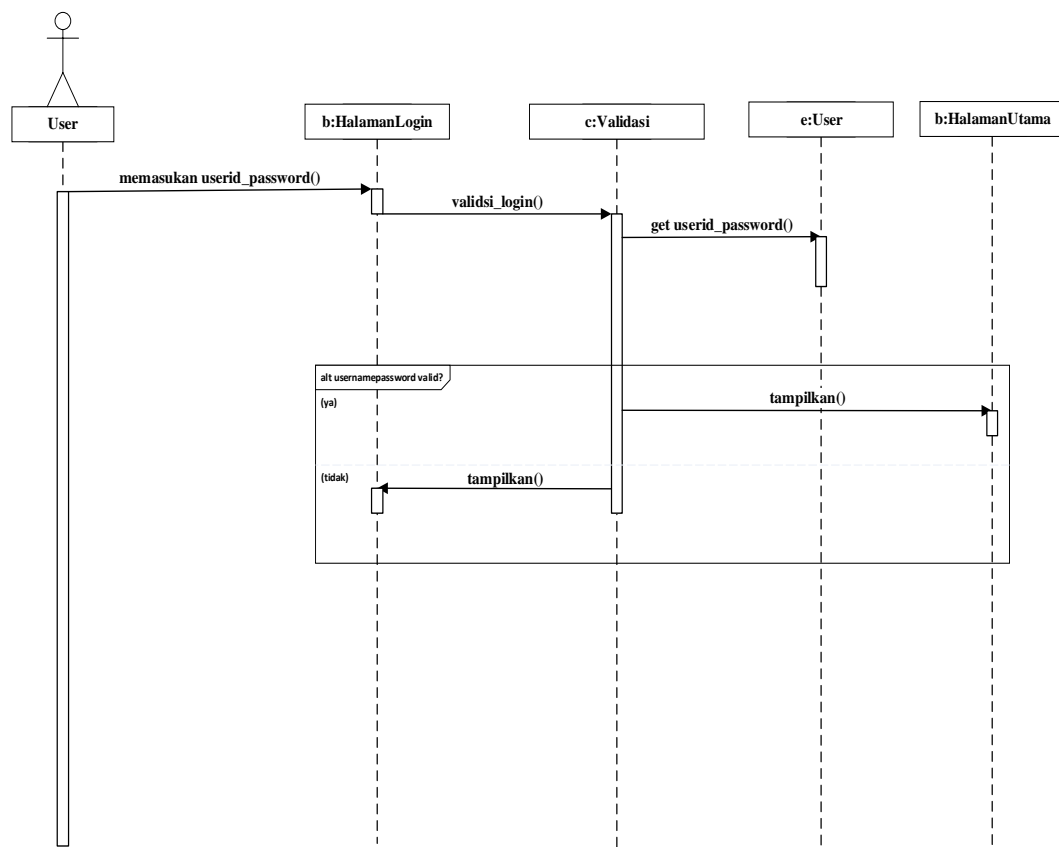 User
b:HalamanLogin
c:Validasi
e:User
b:HalamanUtama
memasukan userid_password()
validsi_login()
get userid_password()
alt usernamepassword valid?
(ya)
tampilkan()
(tidak)
tampilkan()